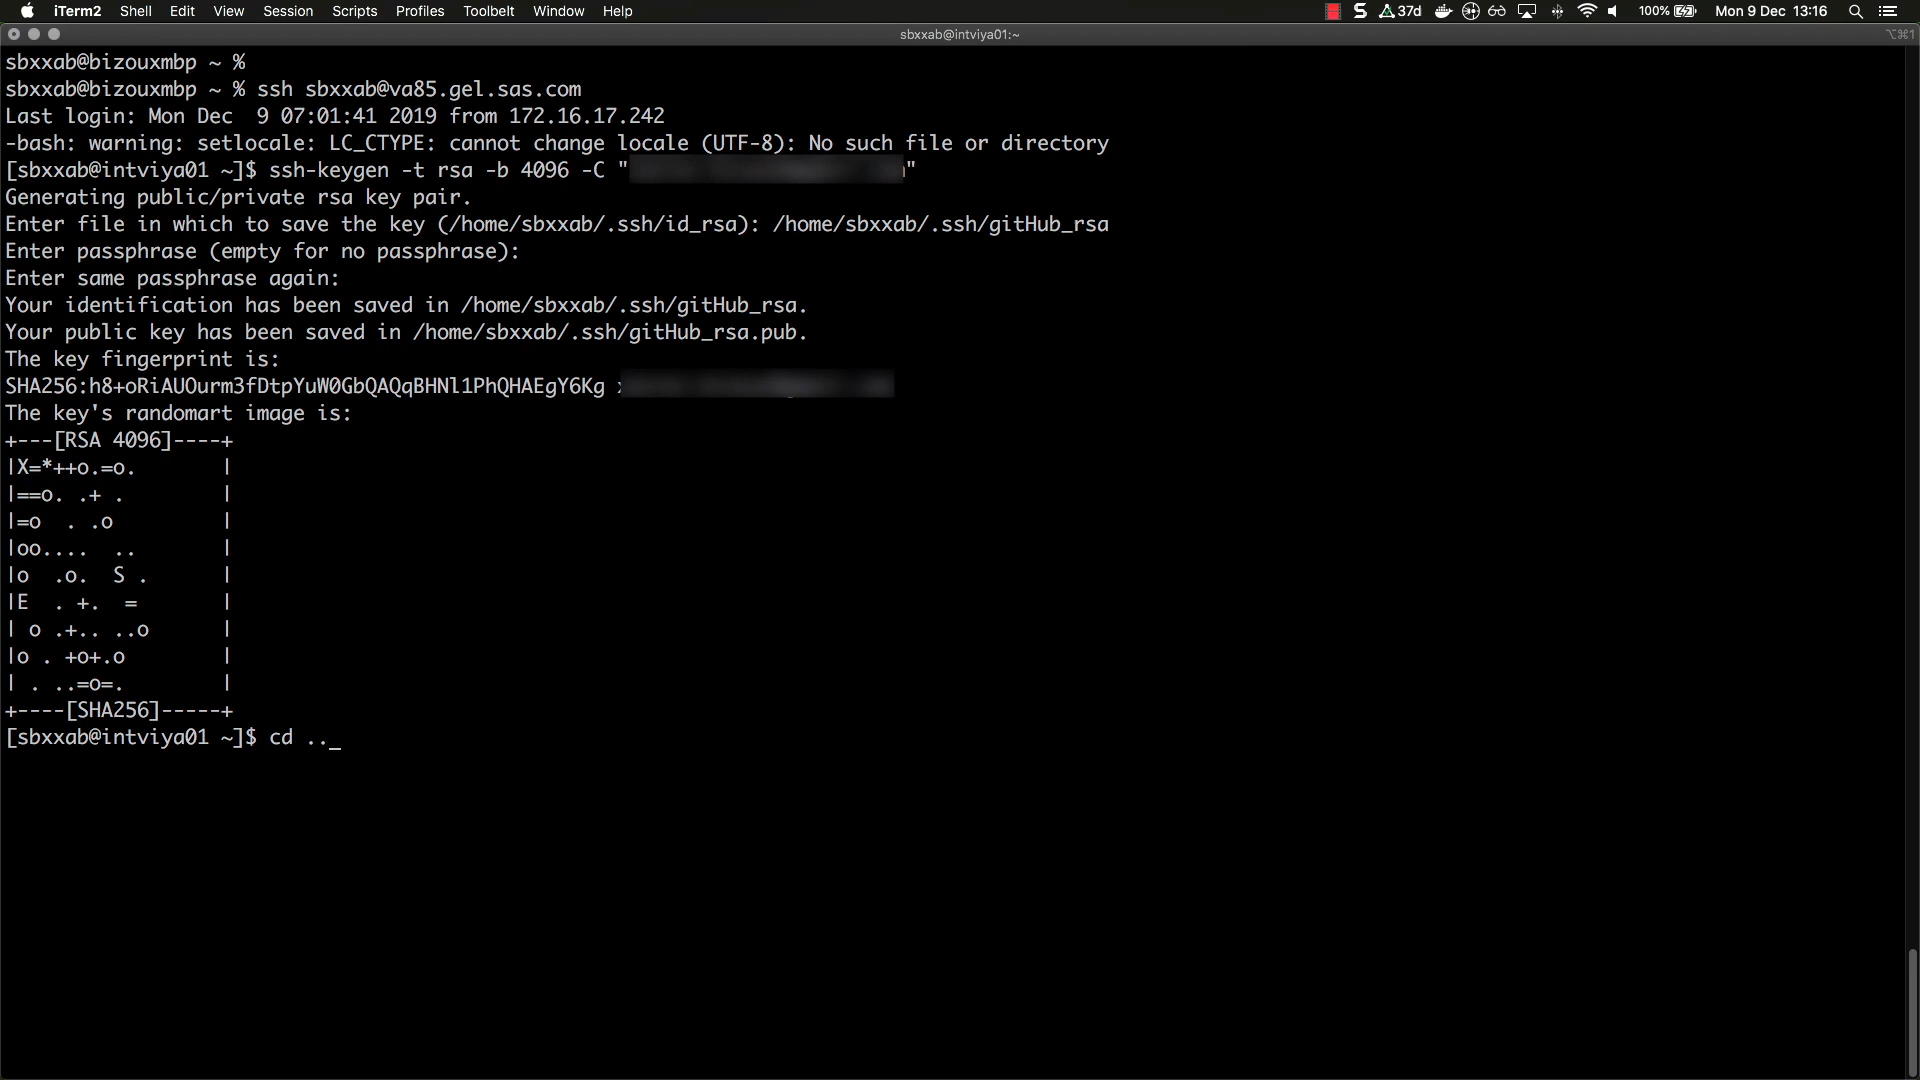 iTerm2 Shell Edit View Session Scripts Profiles Toolbelt Window Help 37d 100% Mon 9 Dec 13:16
sbxxab@intviya01:~ ⌥⌘1
sbxxab@bizouxmbp ~ %
sbxxab@bizouxmbp ~ % ssh sbxxab@va85.gel.sas.com
Last login: Mon Dec  9 07:01:41 2019 from 172.16.17.242
-bash: warning: setlocale: LC_CTYPE: cannot change locale (UTF-8): No such file or directory
[sbxxab@intviya01 ~]$ ssh-keygen -t rsa -b 4096 -C " "
Generating public/private rsa key pair.
Enter file in which to save the key (/home/sbxxab/.ssh/id_rsa): /home/sbxxab/.ssh/gitHub_rsa
Enter passphrase (empty for no passphrase):
Enter same passphrase again:
Your identification has been saved in /home/sbxxab/.ssh/gitHub_rsa.
Your public key has been saved in /home/sbxxab/.ssh/gitHub_rsa.pub.
The key fingerprint is:
SHA256:h8+oRiAUOurm3fDtpYuW0GbQAQqBHNl1PhQHAEgY6Kg
The key's randomart image is:
+---[RSA 4096]----+
|X=*++o.=o.       |
|==o. .+ .        |
|=o  . .o         |
|oo....  ..       |
|o  .o.  S .      |
|E  . +.  =       |
| o .+.. ..o      |
|o . +o+.o        |
| . ..=o=.        |
+----[SHA256]-----+
[sbxxab@intviya01 ~]$ cd .._